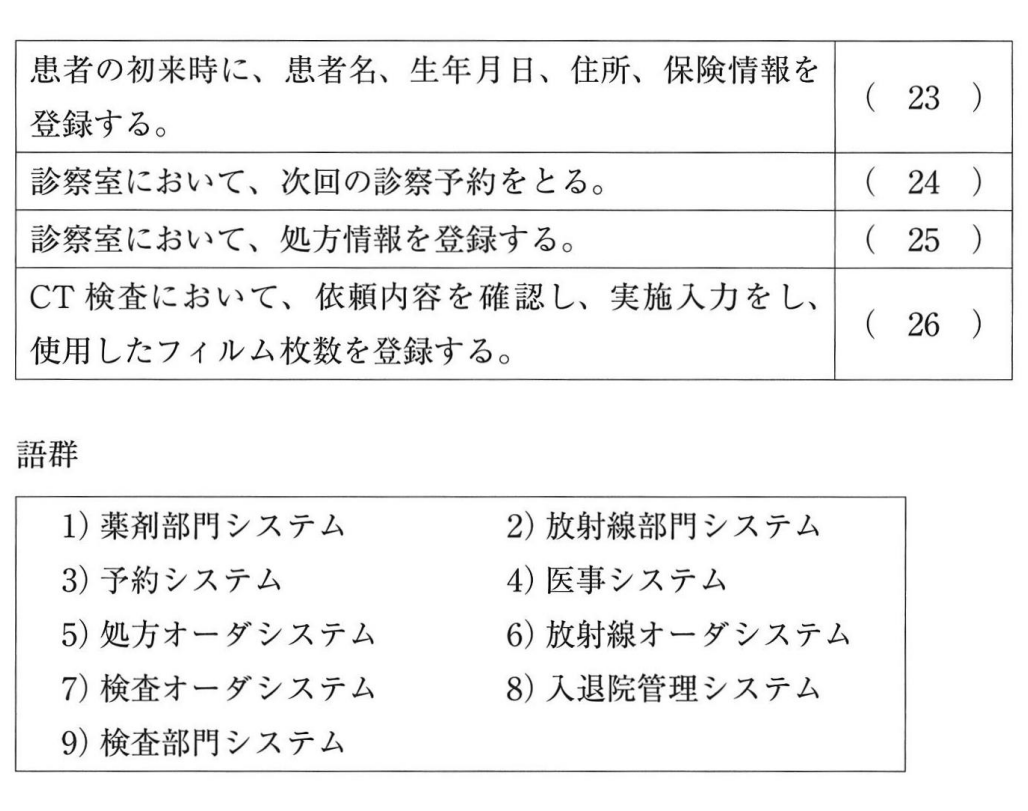 患者の初来時に、患者名、生年月日、住所、保険情報を
登録する。
( 23 )
診察室において、次回の診察予約をとる。
( 24 )
診察室において、処方情報を登録する。
( 25 )
CT 検査において、依頼内容を確認し、実施入力をし、
使用したフィルム枚数を登録する。
( 26 )
語群
1) 薬剤部門システム
2) 放射線部門システム
3) 予約システム
4) 医事システム
5) 処方オーダシステム
6) 放射線オーダシステム
7) 検査オーダシステム
8) 入退院管理システム
9) 検査部門システム